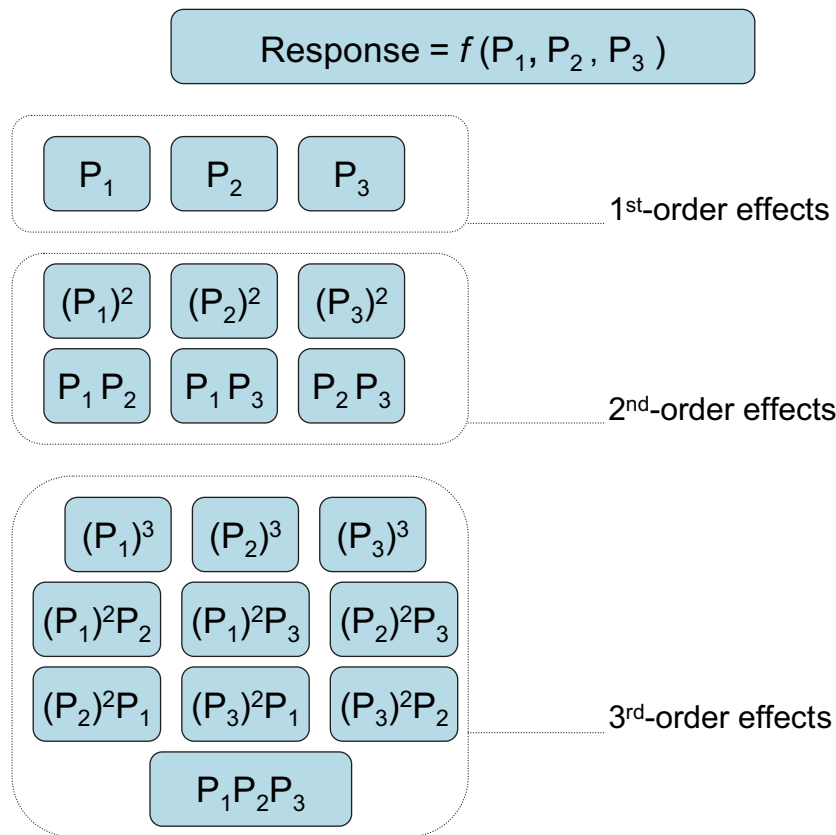 Response = f (P₁, P₂ , P₃ )
P₁ P₂ P₃
1ˢᵗ-order effects
(P₁)² (P₂)² (P₃)²
P₁ P₂ P₁ P₃ P₂ P₃
2ⁿᵈ-order effects
(P₁)³ (P₂)³ (P₃)³
(P₁)²P₂ (P₁)²P₃ (P₂)²P₃
(P₂)²P₁ (P₃)²P₁ (P₃)²P₂
3ʳᵈ-order effects
P₁P₂P₃